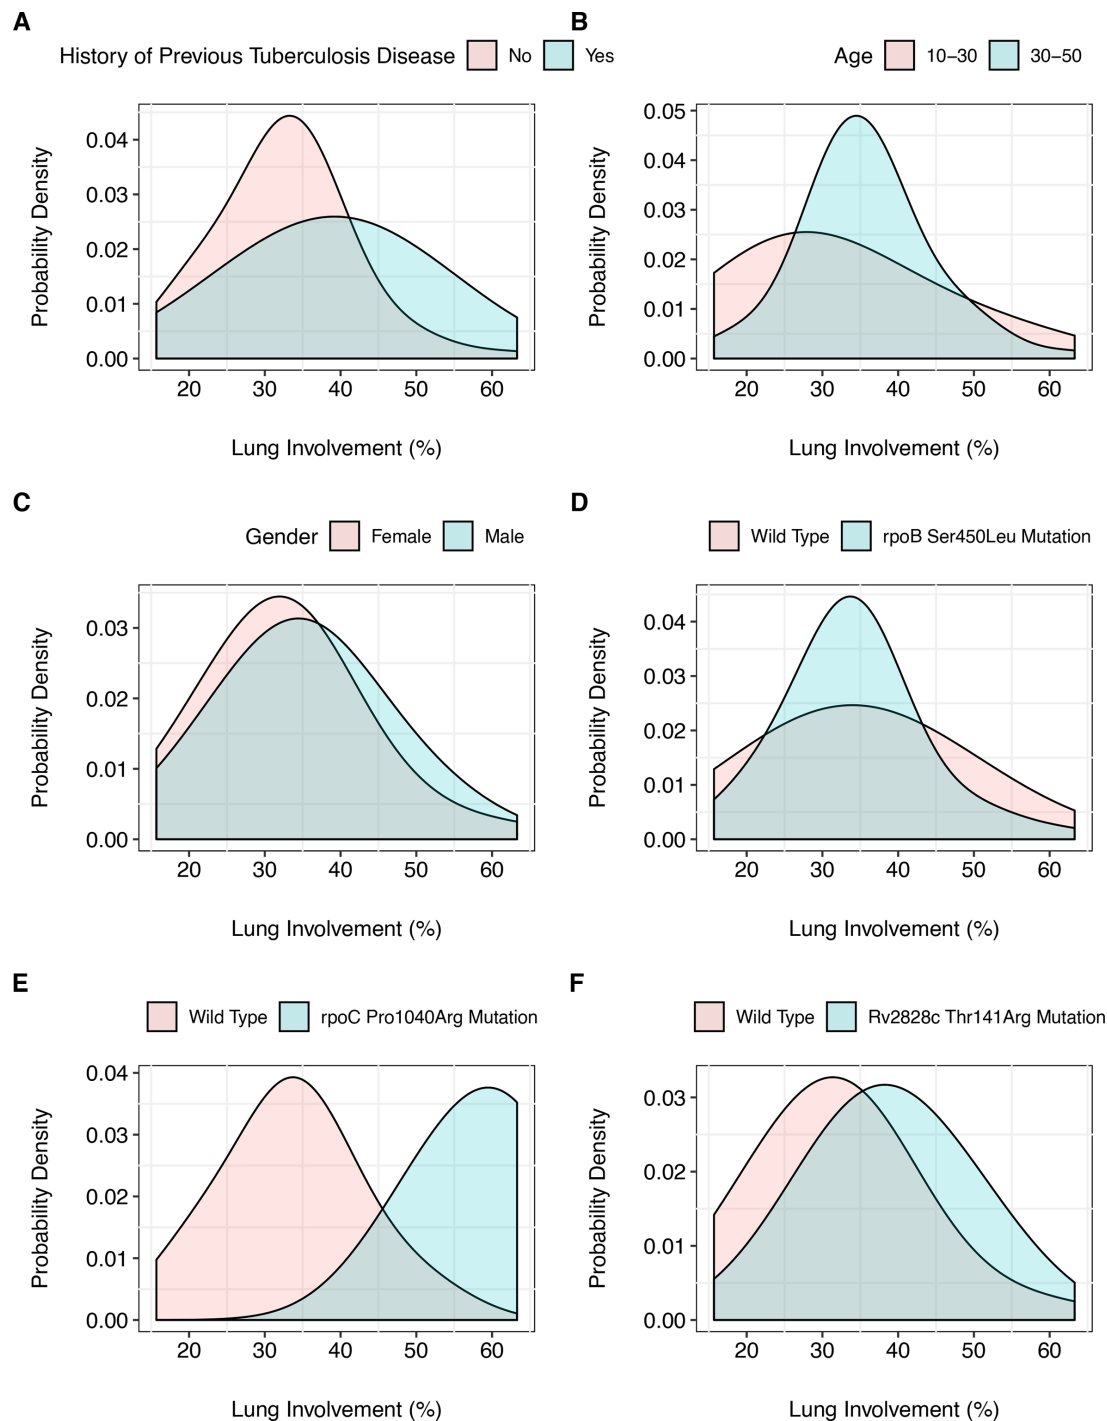 A
History of Previous Tuberculosis Disease No Yes
Probability Density
0.04
0.03
0.02
0.01
0.00
20 30 40 50 60
Lung Involvement (%)
B
Age 10–30 30–50
Probability Density
0.05
0.04
0.03
0.02
0.01
0.00
20 30 40 50 60
Lung Involvement (%)
C
Gender Female Male
Probability Density
0.03
0.02
0.01
0.00
20 30 40 50 60
Lung Involvement (%)
D
Wild Type rpoB Ser450Leu Mutation
Probability Density
0.04
0.03
0.02
0.01
0.00
20 30 40 50 60
Lung Involvement (%)
E
Wild Type rpoC Pro1040Arg Mutation
Probability Density
0.04
0.03
0.02
0.01
0.00
20 30 40 50 60
Lung Involvement (%)
F
Wild Type Rv2828c Thr141Arg Mutation
Probability Density
0.03
0.02
0.01
0.00
20 30 40 50 60
Lung Involvement (%)